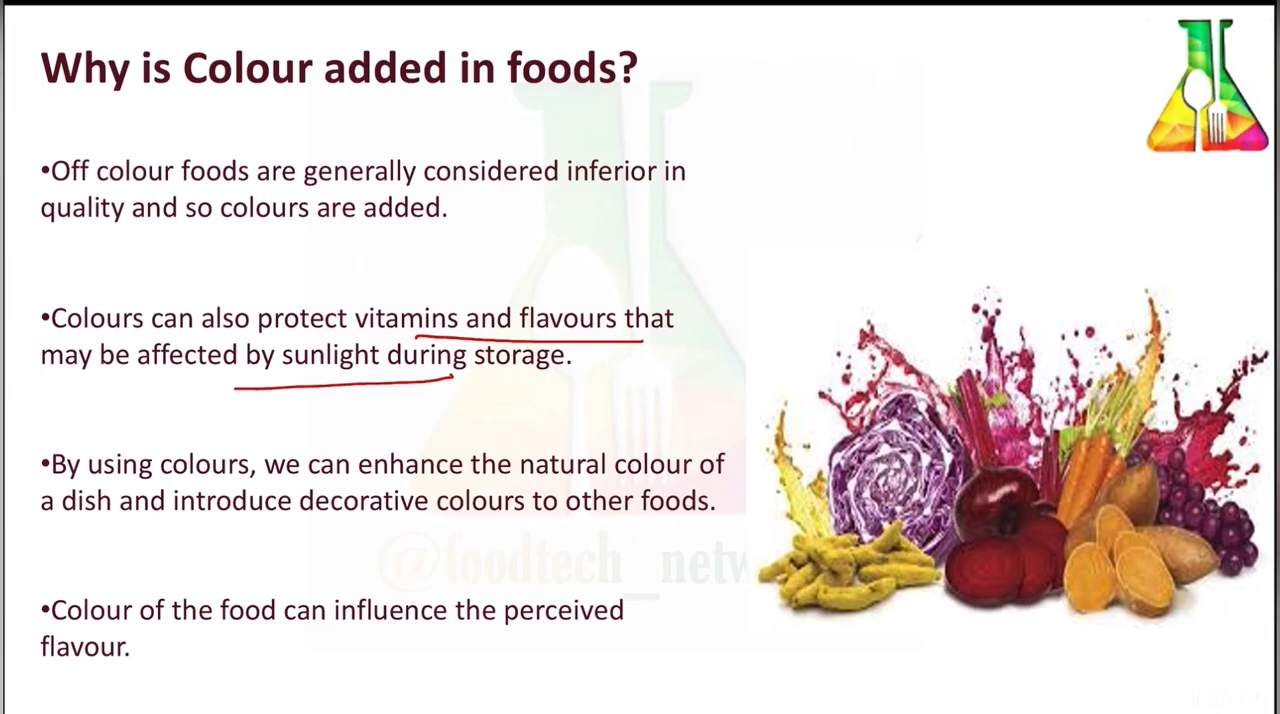 Why is Colour added in foods?
•Off colour foods are generally considered inferior in
quality and so colours are added.
•Colours can also protect vitamins and flavours that
may be affected by sunlight during storage.
•By using colours, we can enhance the natural colour of
a dish and introduce decorative colours to other foods.
@foodtech_netw
•Colour of the food can influence the perceived
flavour.